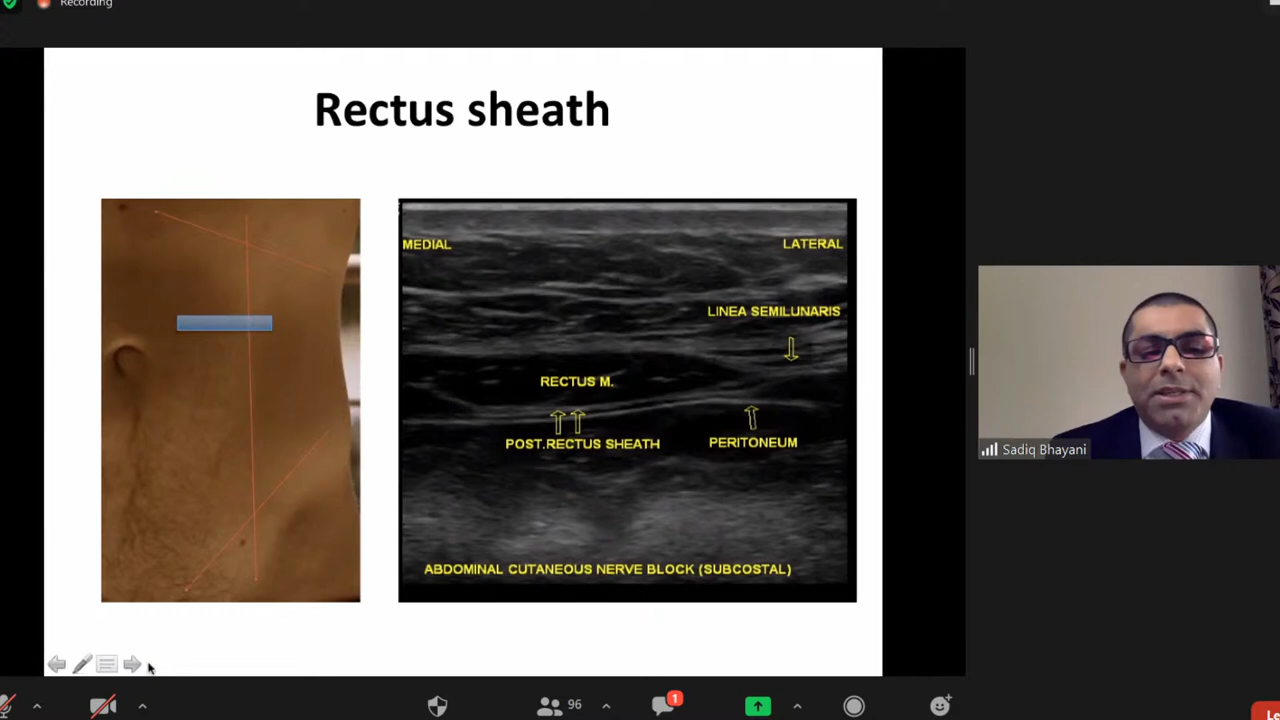 Recording
Rectus sheath
MEDIAL
LATERAL
LINEA SEMILUNARIS
RECTUS M.
POST.RECTUS SHEATH
PERITONEUM
ABDOMINAL CUTANEOUS NERVE BLOCK (SUBCOSTAL)
Sadiq Bhayani
96
1
Le